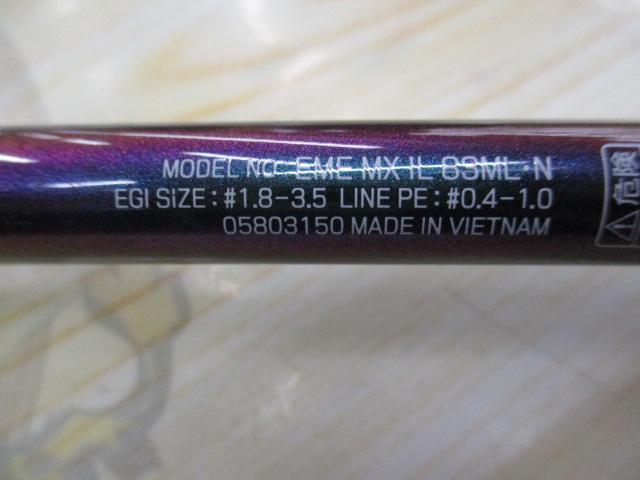 MODEL NO: EME MX IL 83ML·N
EGI SIZE: #1.8-3.5 LINE PE: #0.4-1.0
05803150 MADE IN VIETNAM
危険